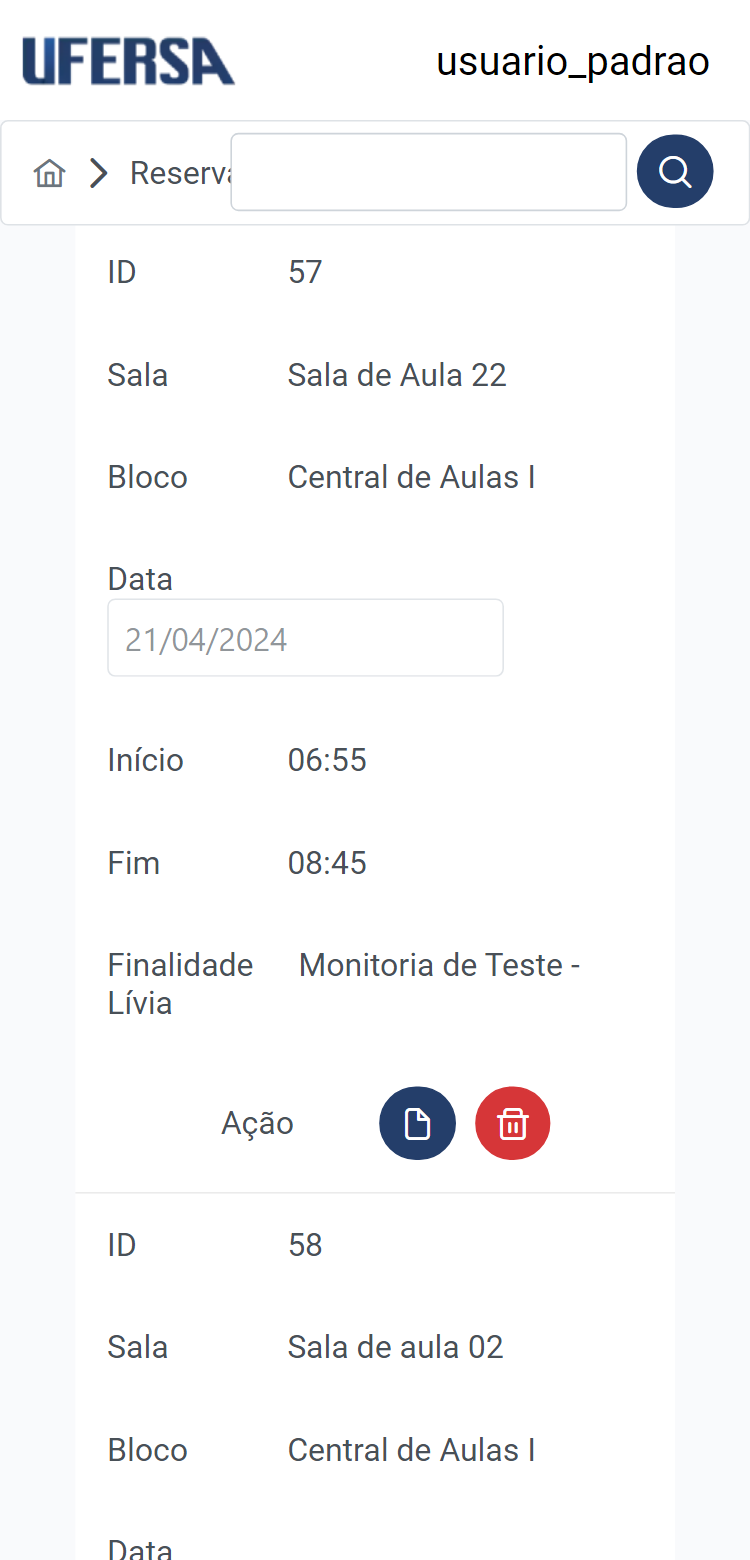 UFERSA
usuario_padrao
Reserva
ID 57
Sala Sala de Aula 22
Bloco Central de Aulas I
Data
21/04/2024
Início 06:55
Fim 08:45
Finalidade Monitoria de Teste -
Lívia
Ação
ID 58
Sala Sala de aula 02
Bloco Central de Aulas I
Data